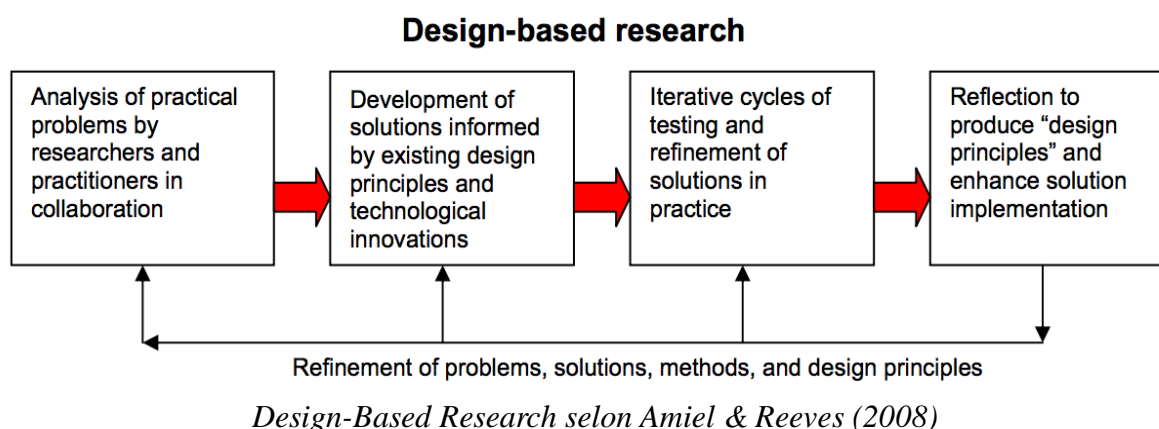 Design-based research
Analysis of practical
problems by
researchers and
practitioners in
collaboration
Development of
solutions informed
by existing design
principles and
technological
innovations
Iterative cycles of
testing and
refinement of
solutions in
practice
Reflection to
produce “design
principles” and
enhance solution
implementation
Refinement of problems, solutions, methods, and design principles
Design-Based Research selon Amiel & Reeves (2008)